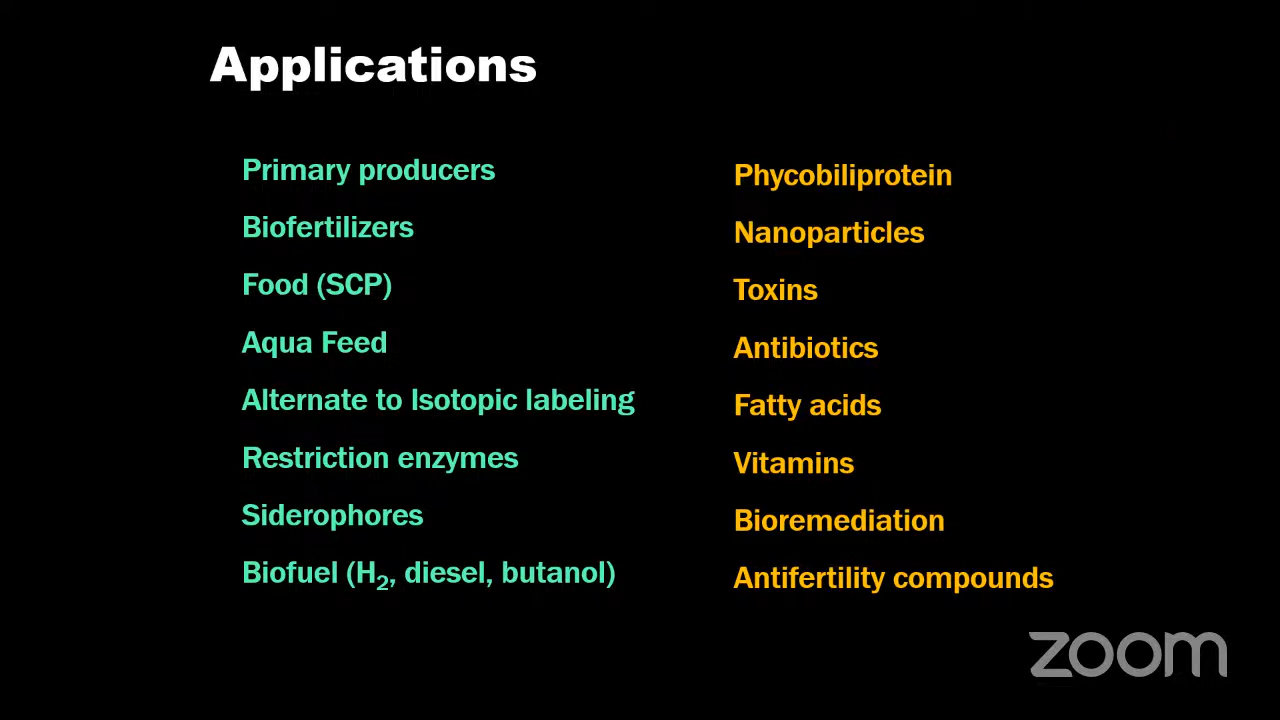 Applications
Primary producers
Biofertilizers
Food (SCP)
Aqua Feed
Alternate to Isotopic labeling
Restriction enzymes
Siderophores
Biofuel (H₂, diesel, butanol)
Phycobiliprotein
Nanoparticles
Toxins
Antibiotics
Fatty acids
Vitamins
Bioremediation
Antifertility compounds
zoom